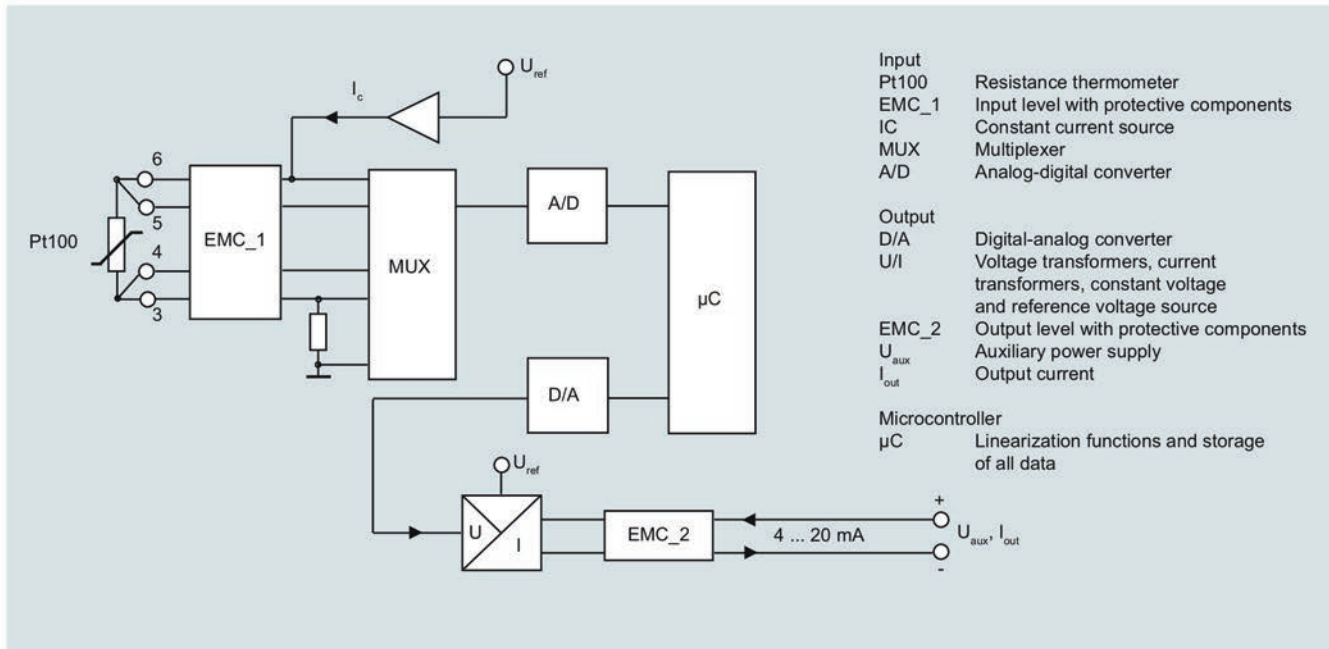 U_ref
I_c
6
5
Pt100
4
3
EMC_1
MUX
A/D
µC
D/A
U_ref
U
I
EMC_2
4 ... 20 mA
+
U_aux, I_out
-
Input
Pt100 Resistance thermometer
EMC_1 Input level with protective components
IC Constant current source
MUX Multiplexer
A/D Analog-digital converter
Output
D/A Digital-analog converter
U/I Voltage transformers, current
transformers, constant voltage
and reference voltage source
EMC_2 Output level with protective components
U_aux Auxiliary power supply
I_out Output current
Microcontroller
µC Linearization functions and storage
of all data